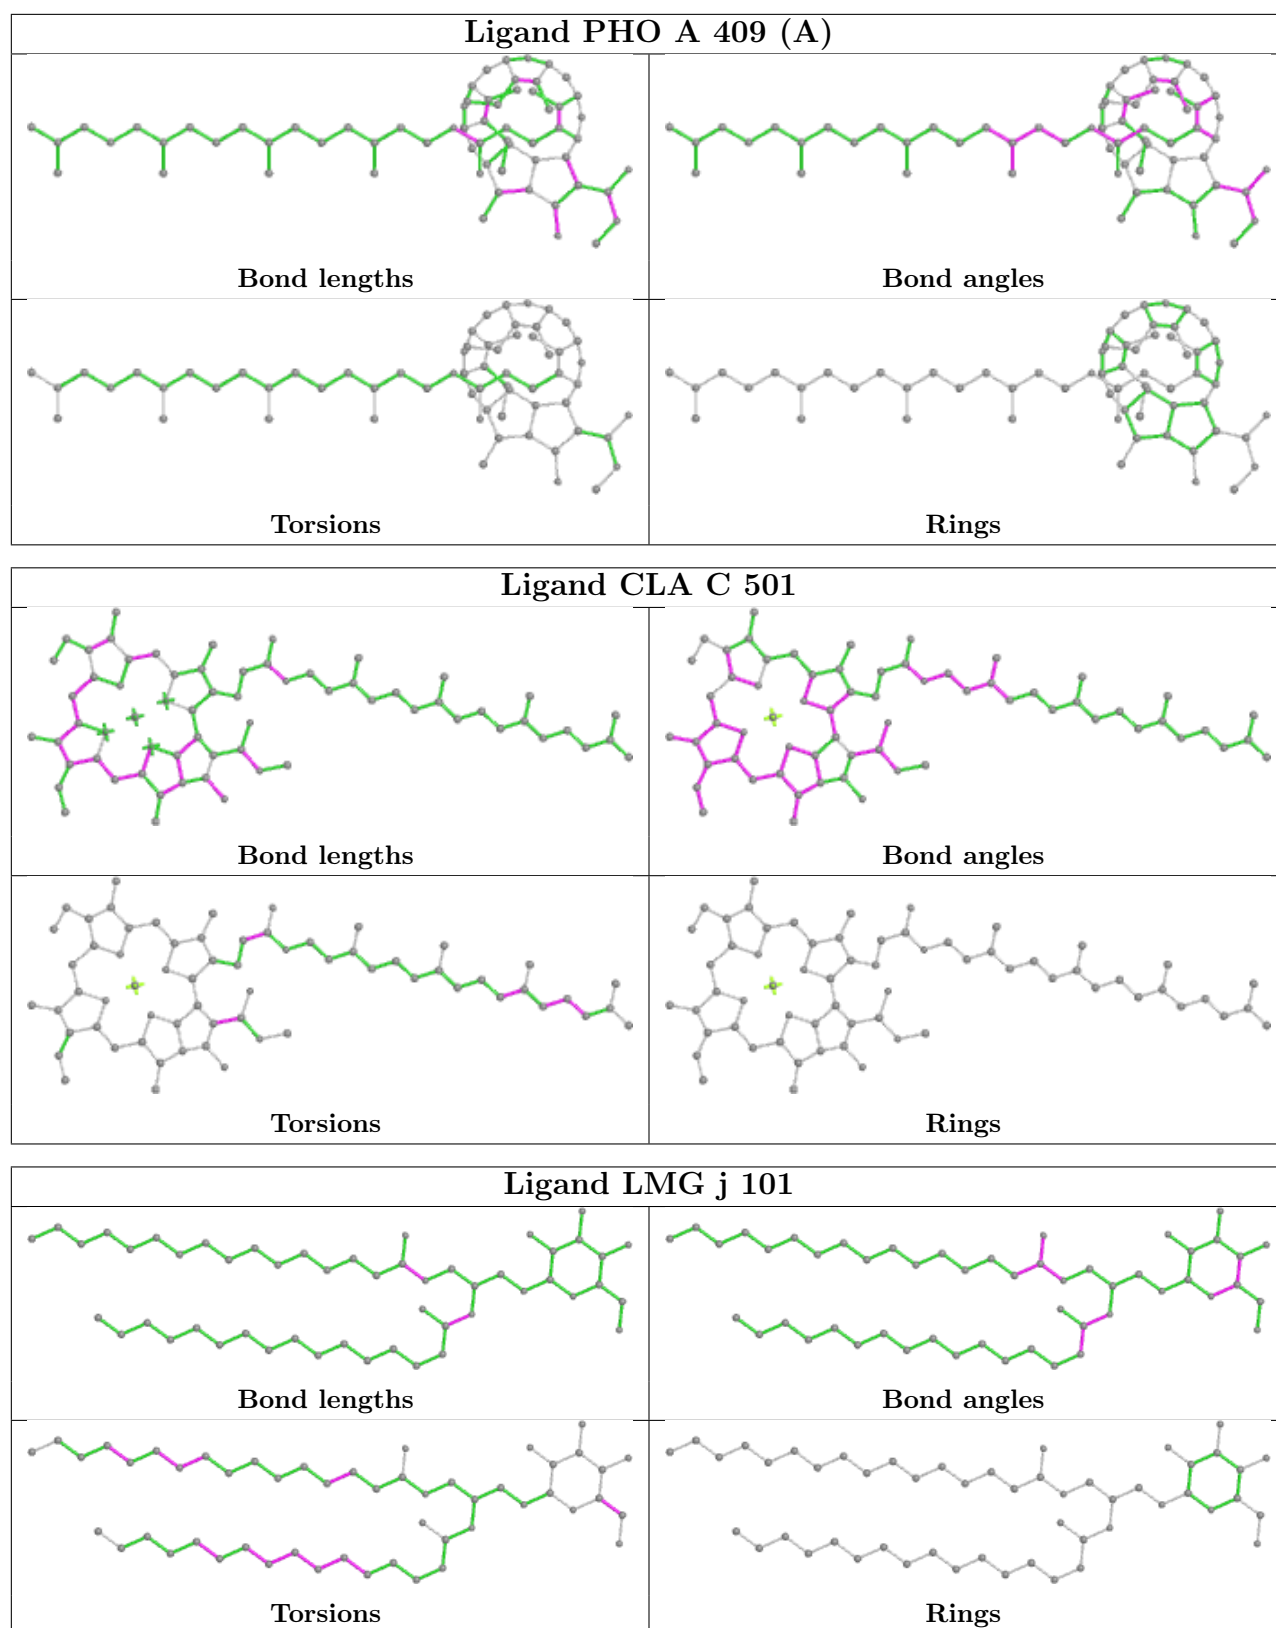 Ligand PHO A 409 (A)
Bond lengths
Bond angles
Torsions
Rings
Ligand CLA C 501
Bond lengths
Bond angles
Torsions
Rings
Ligand LMG j 101
Bond lengths
Bond angles
Torsions
Rings